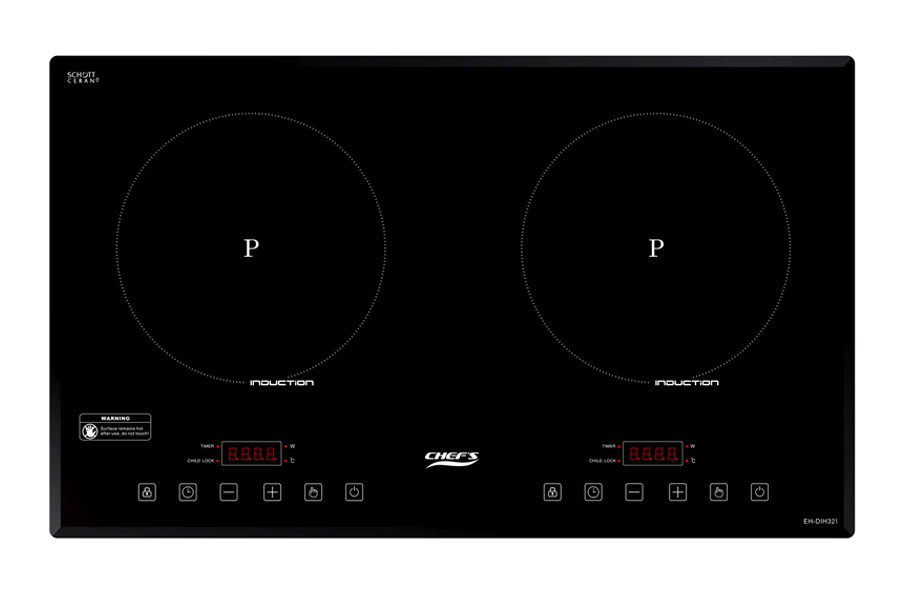 SCHOTT
CERAN®
P
P
INDUCTION
INDUCTION
WARNING
Surface remains hot
after use, do not touch!
TIMER
W
CHILD LOCK
°C
8.8.8.8.
CHEF'S
TIMER
W
CHILD LOCK
°C
8.8.8.8.
EH-DIH321